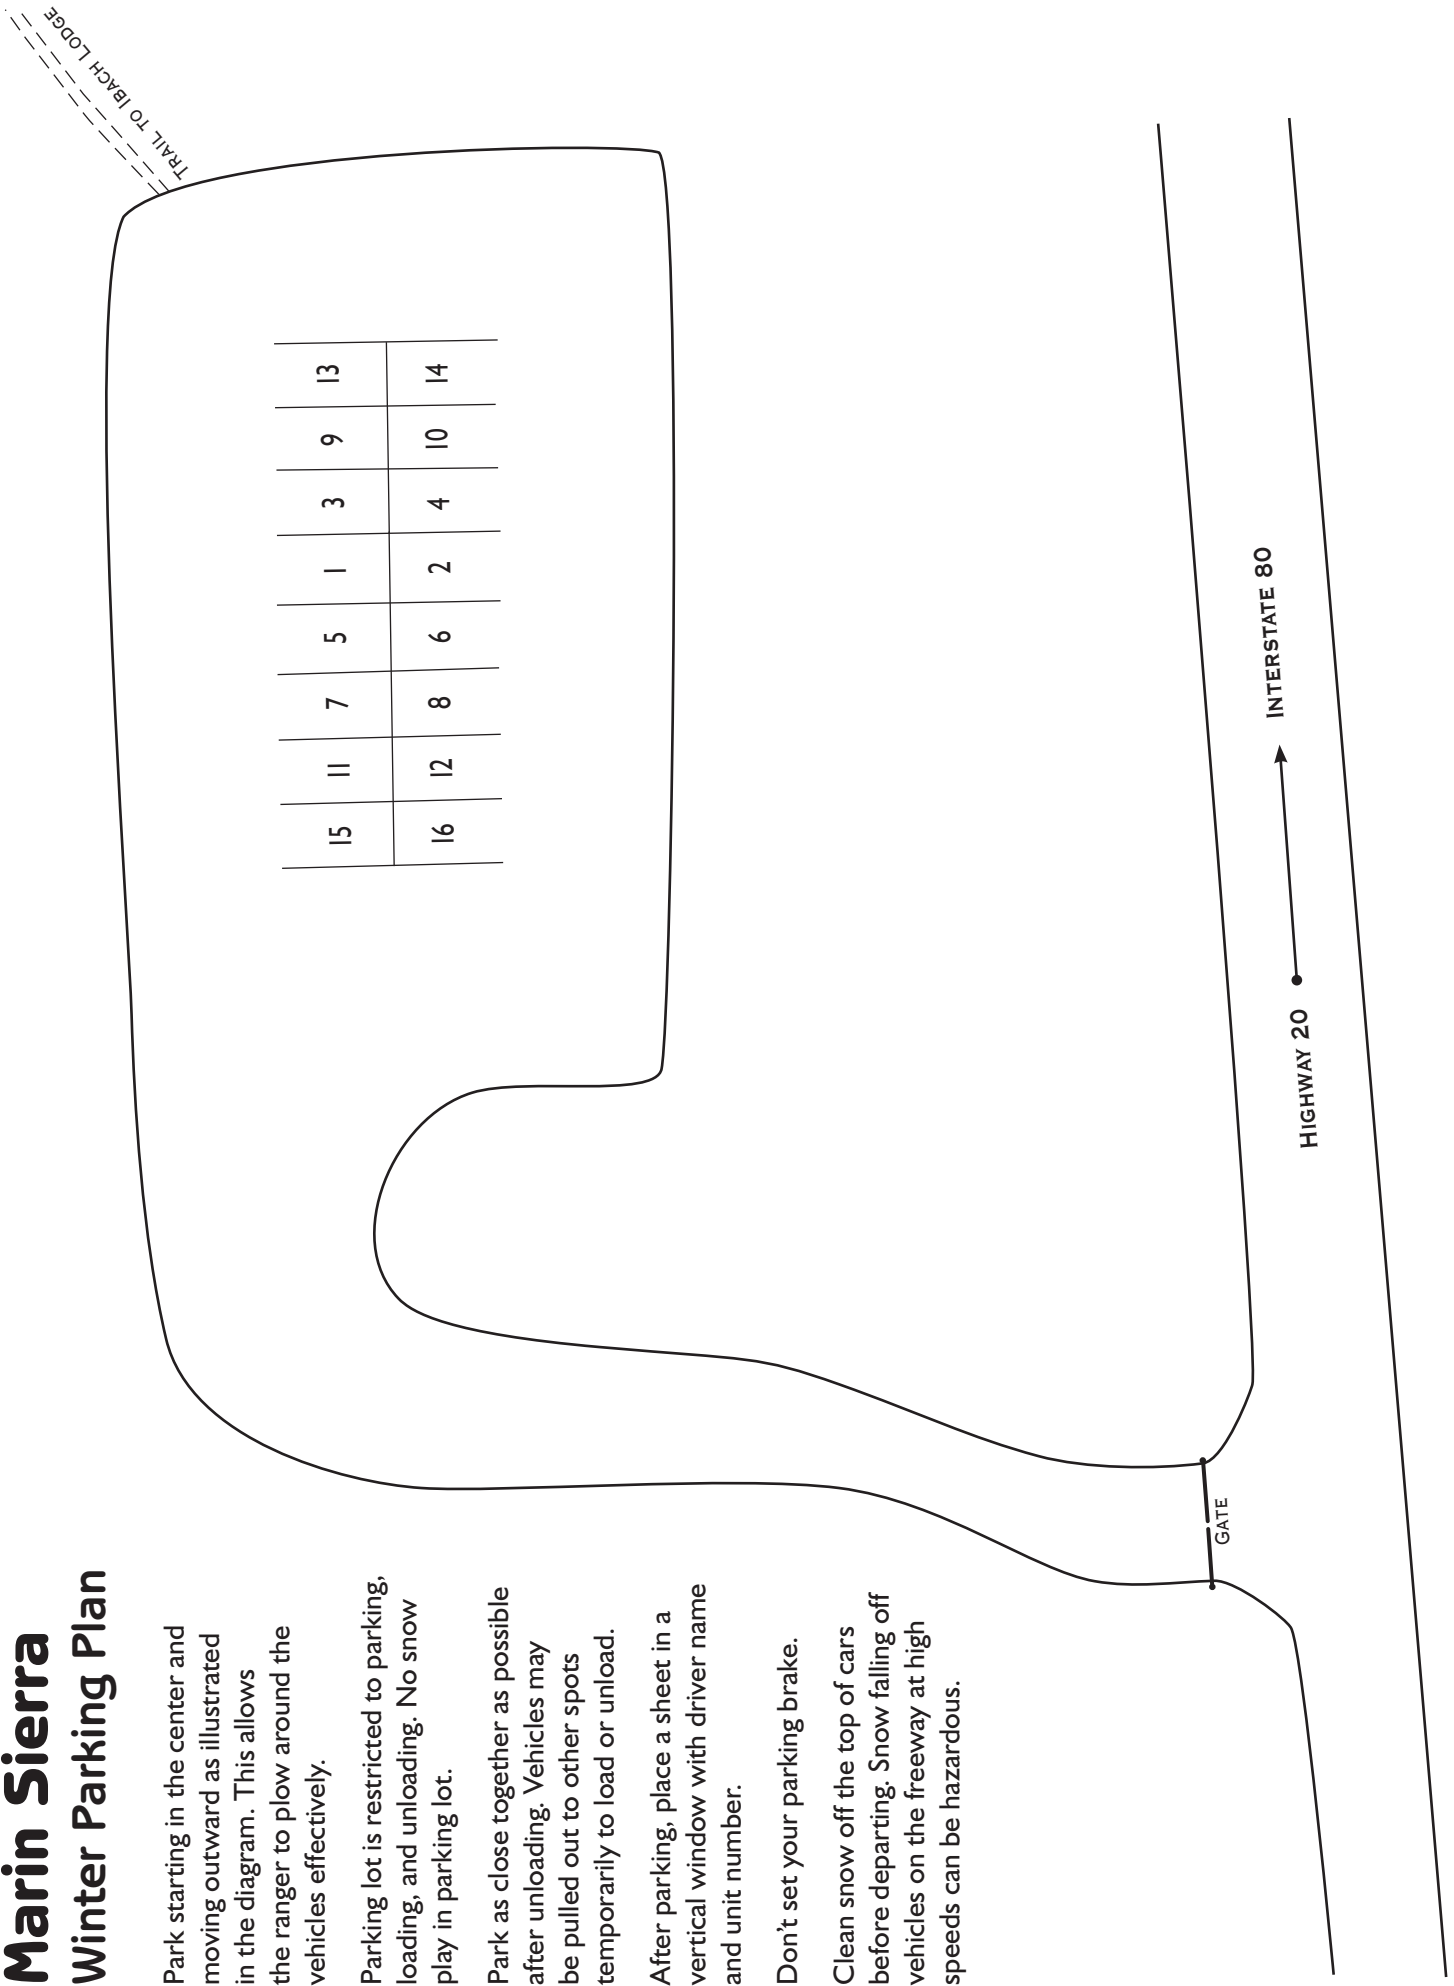 Marin Sierra
Winter Parking Plan
Park starting in the center and
moving outward as illustrated
in the diagram. This allows
the ranger to plow around the
vehicles effectively.
Parking lot is restricted to parking,
loading, and unloading. No snow
play in parking lot.
Park as close together as possible
after unloading. Vehicles may
be pulled out to other spots
temporarily to load or unload.
After parking, place a sheet in a
vertical window with driver name
and unit number.
Don't set your parking brake.
Clean snow off the top of cars
before departing. Snow falling off
vehicles on the freeway at high
speeds can be hazardous.
TRAIL TO IBACH LODGE
15 11 7 5 1 3 9 13
16 12 8 6 2 4 10 14
GATE
HIGHWAY 20
INTERSTATE 80